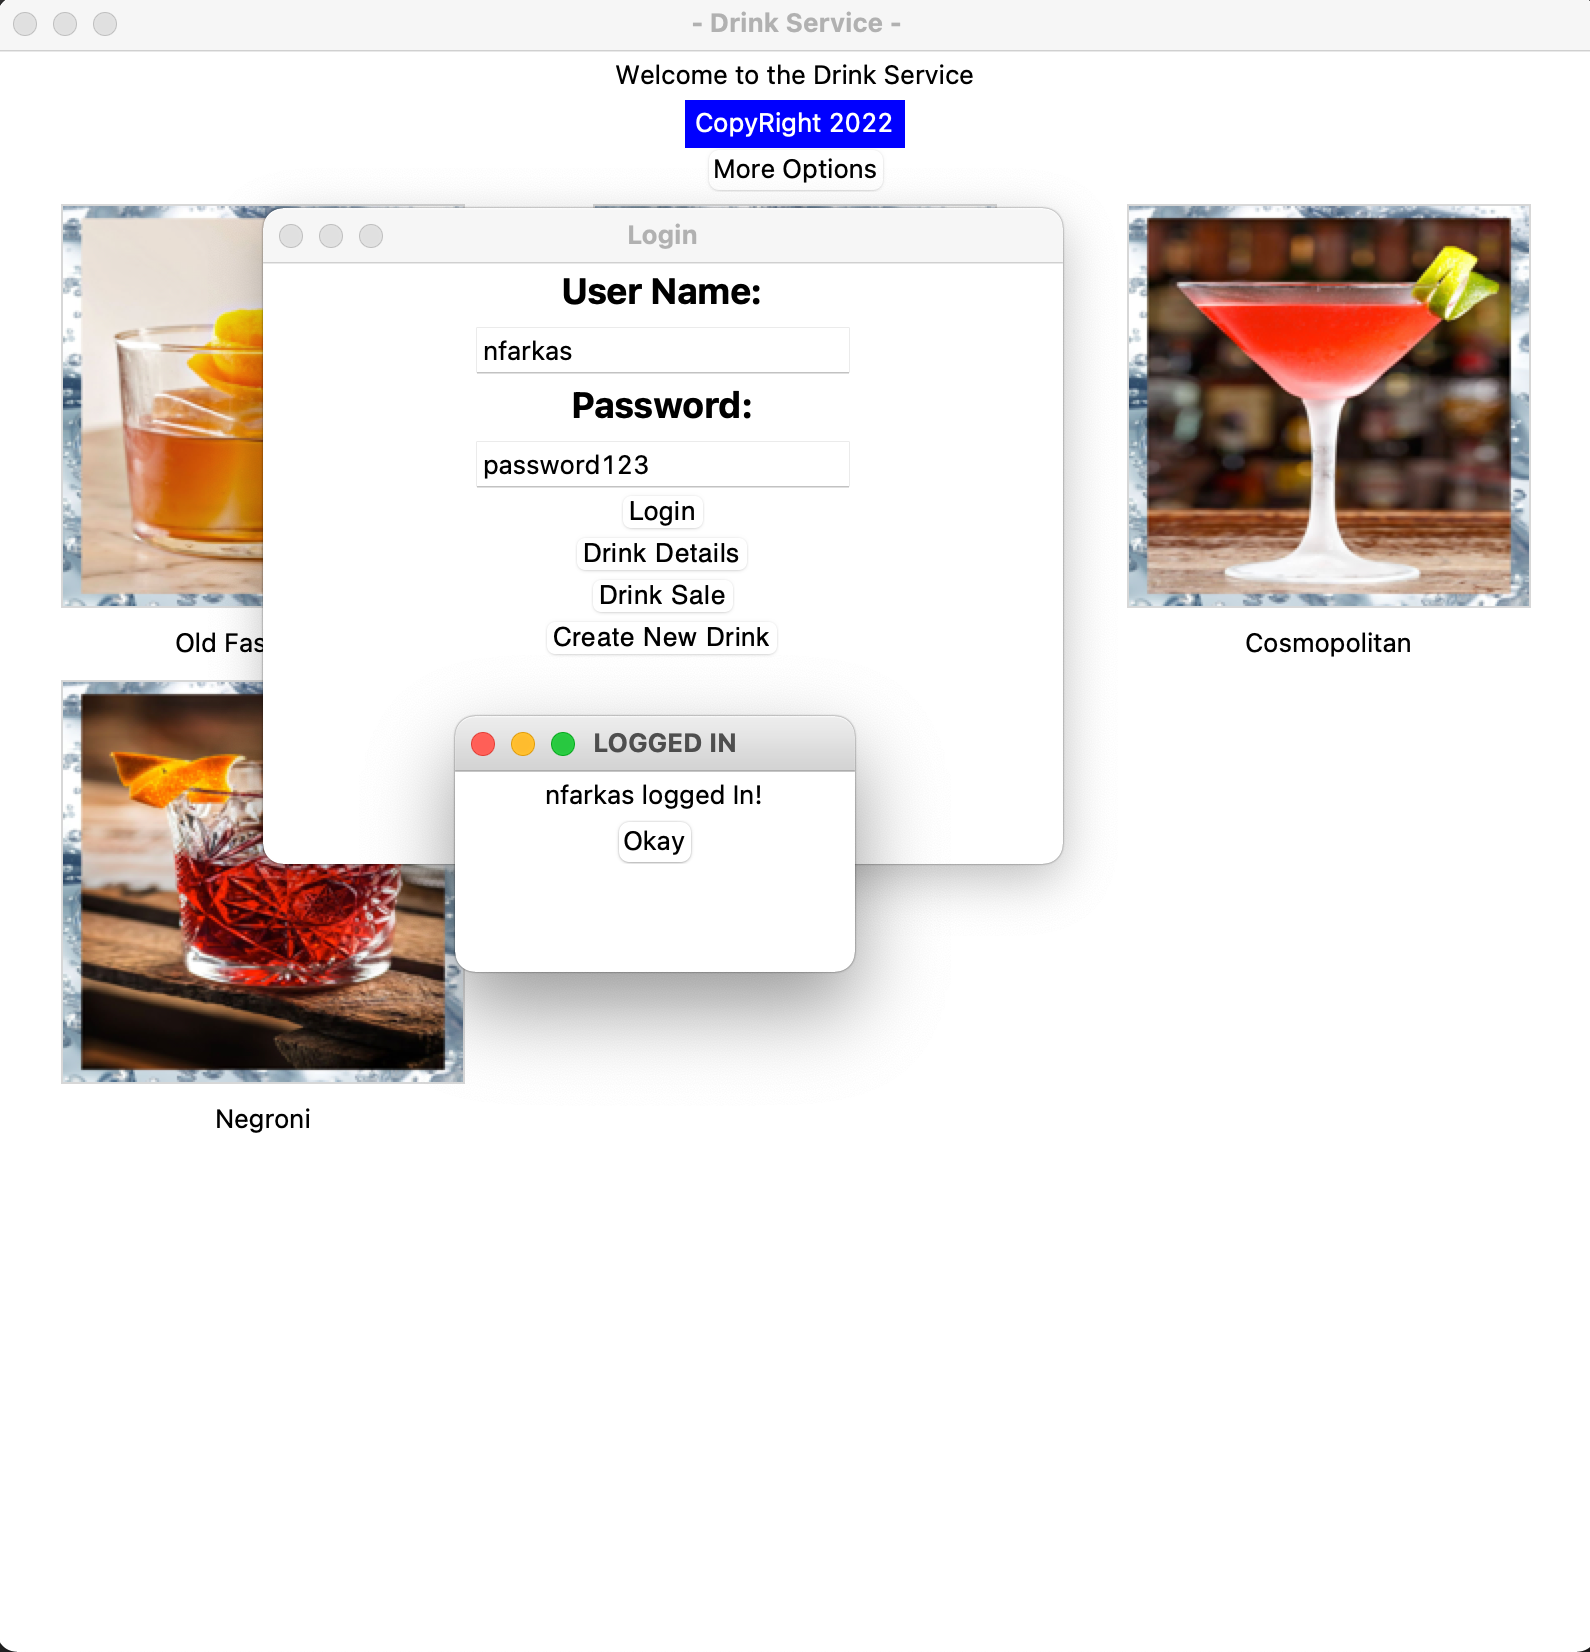 - Drink Service -
Welcome to the Drink Service
CopyRight 2022
More Options
Login
User Name:
nfarkas
Password:
password123
Login
Drink Details
Drink Sale
Create New Drink
Old Fas
Cosmopolitan
LOGGED IN
nfarkas logged In!
Okay
Negroni